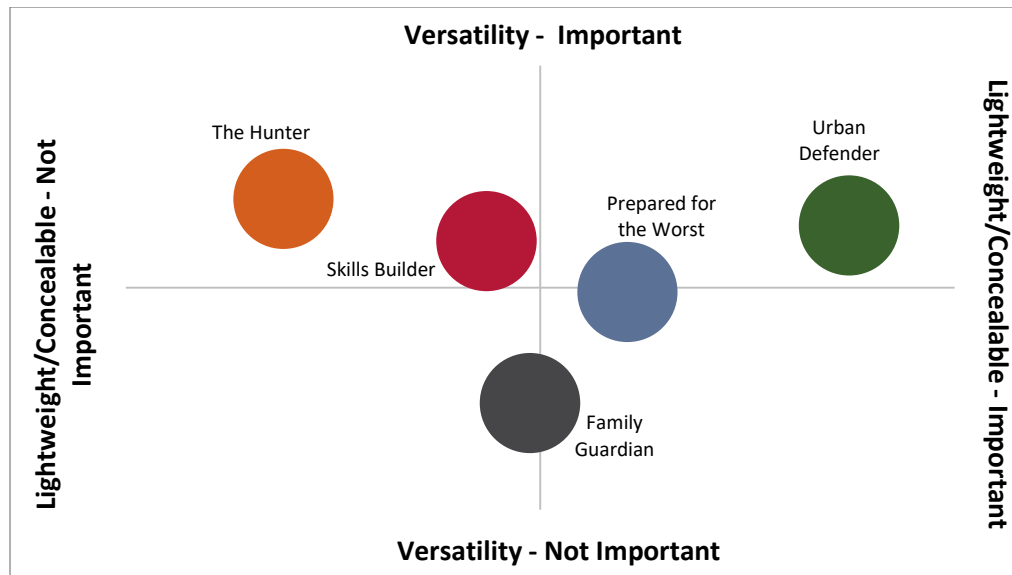 Versatility -  Important
The Hunter
Urban
Defender
Prepared for
the Worst
Skills Builder
Lightweight/Concealable - Not
Important
Lightweight/Concealable - Important
Family
Guardian
Versatility - Not Important